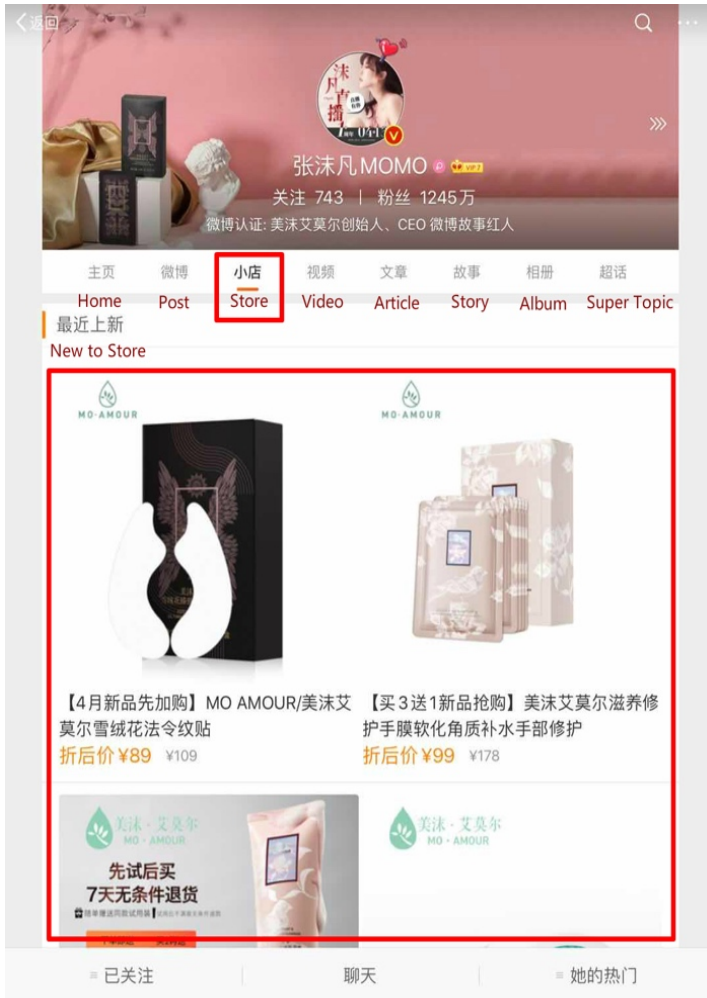 返回
沫凡直播
张沫凡MOMO
关注 743 | 粉丝 1245万
微博认证: 美沫艾莫尔创始人、CEO 微博故事红人
主页 微博 小店 视频 文章 故事 相册 超话
Home Post Store Video Article Story Album Super Topic
最近上新
New to Store
MO·AMOUR MO·AMOUR
【4月新品先加购】MO AMOUR/美沫艾
莫尔雪绒花法令纹贴
折后价 ¥89 ¥109
【买3送1新品抢购】美沫艾莫尔滋养修
护手膜软化角质补水手部修护
折后价 ¥99 ¥178
美沫·艾莫尔
MO·AMOUR
先试后买
7天无条件退货
美沫·艾莫尔
MO·AMOUR
已关注 聊天 她的热门